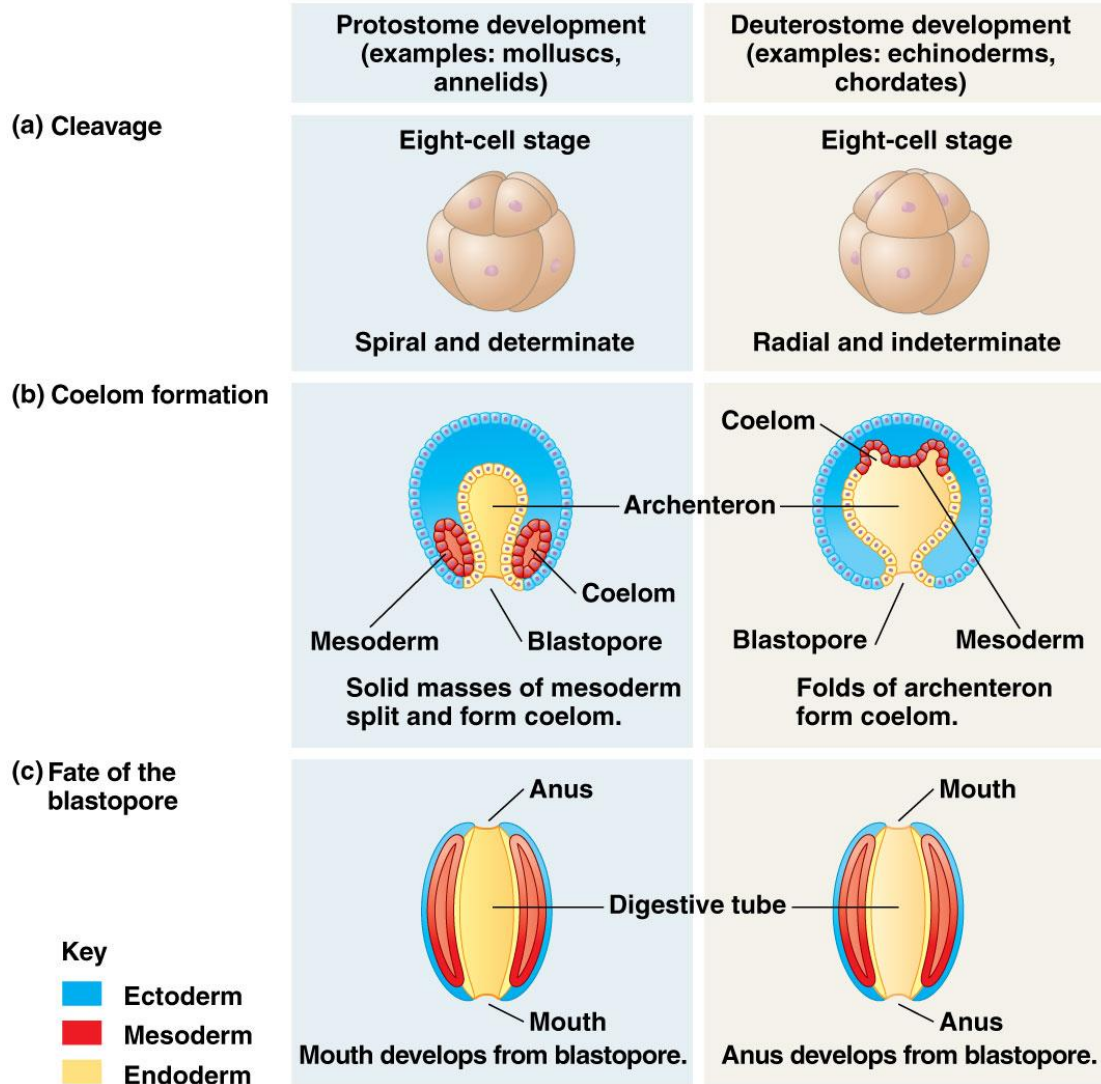 Protostome development
(examples: molluscs,
annelids)
Deuterostome development
(examples: echinoderms,
chordates)
(a) Cleavage
Eight-cell stage
Spiral and determinate
Eight-cell stage
Radial and indeterminate
(b) Coelom formation
Archenteron
Coelom
Mesoderm
Blastopore
Solid masses of mesoderm
split and form coelom.
Coelom
Blastopore
Mesoderm
Folds of archenteron
form coelom.
(c) Fate of the
blastopore
Anus
Digestive tube
Mouth
Mouth develops from blastopore.
Mouth
Anus
Anus develops from blastopore.
Key
Ectoderm
Mesoderm
Endoderm